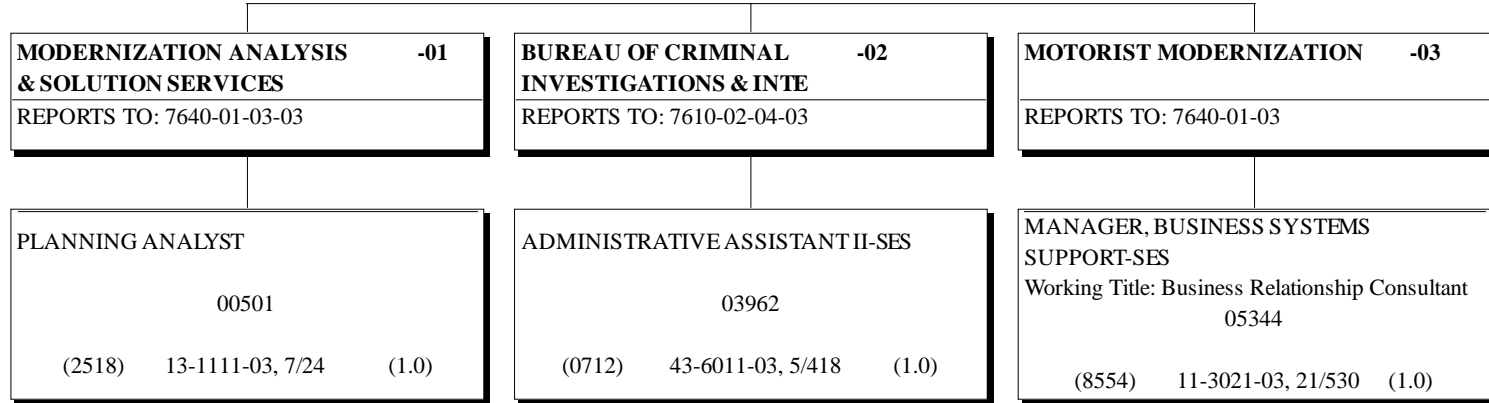 MODERNIZATION ANALYSIS -01
& SOLUTION SERVICES
REPORTS TO: 7640-01-03-03
BUREAU OF CRIMINAL -02
INVESTIGATIONS & INTE
REPORTS TO: 7610-02-04-03
MOTORIST MODERNIZATION -03
REPORTS TO: 7640-01-03
PLANNING ANALYST
00501
(2518) 13-1111-03, 7/24 (1.0)
ADMINISTRATIVE ASSISTANT II-SES
03962
(0712) 43-6011-03, 5/418 (1.0)
MANAGER, BUSINESS SYSTEMS
SUPPORT-SES
Working Title: Business Relationship Consultant
05344
(8554) 11-3021-03, 21/530 (1.0)